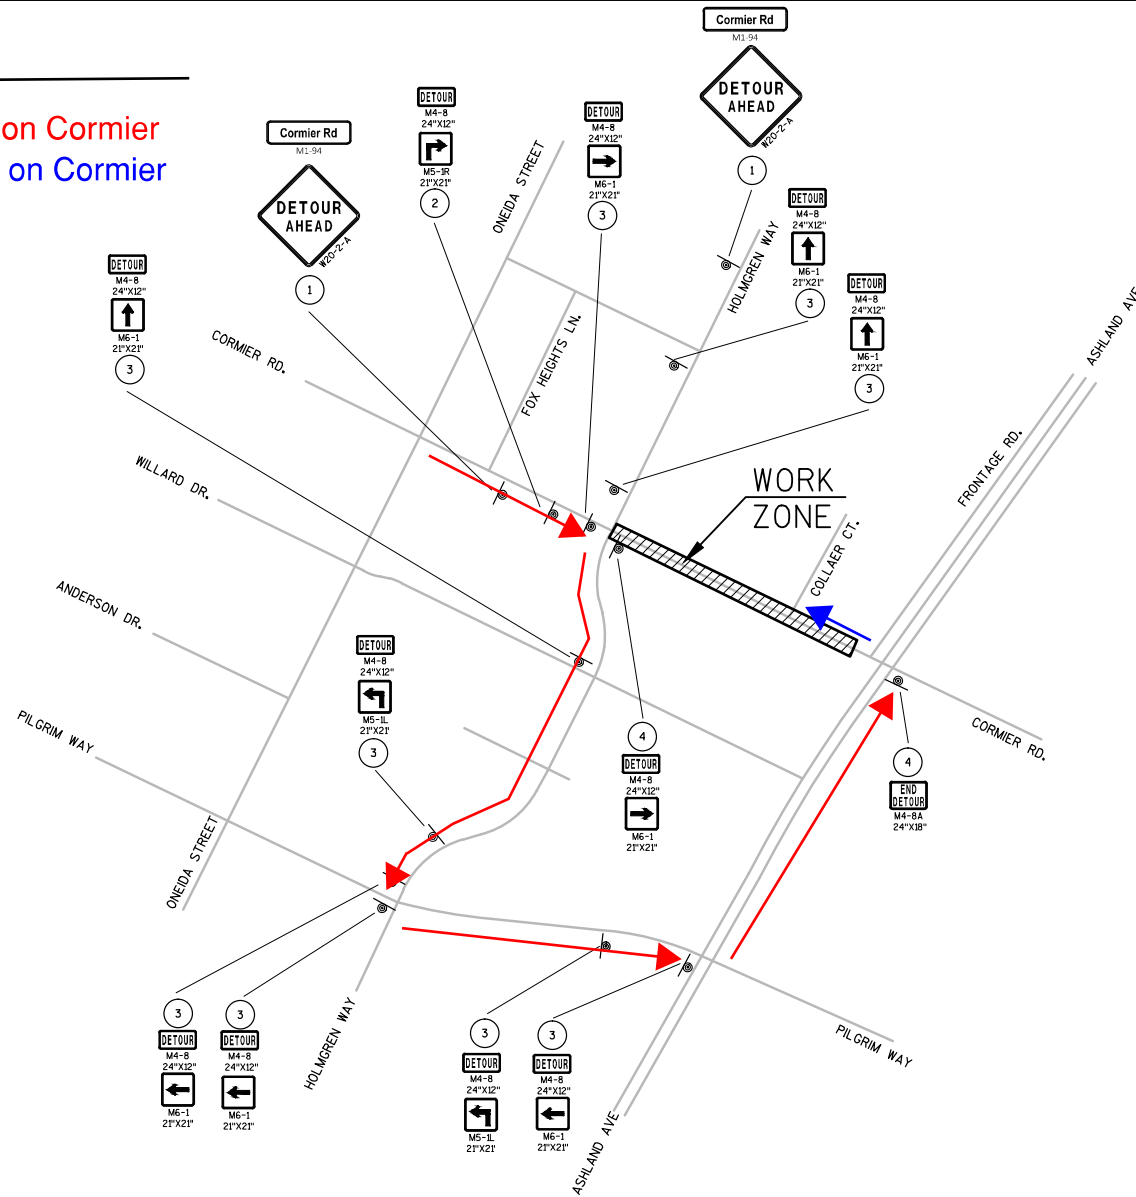 Cormier Rd
M1-94
DETOUR
AHEAD
W20-2-A
1
on Cormier
on Cormier
Cormier Rd
M1-94
DETOUR
AHEAD
W20-2-A
1
DETOUR
M4-8
24"X12"
M5-1R
21"X21"
2
ONEIDA STREET
DETOUR
M4-8
24"X12"
M6-1
21"X21"
3
HOLMGREN WAY
DETOUR
M4-8
24"X12"
M6-1
21"X21"
3
DETOUR
M4-8
24"X12"
M6-1
21"X21"
3
DETOUR
M4-8
24"X12"
M6-1
21"X21"
3
ASHLAND AVE
CORMIER RD.
FOX HEIGHTS LN.
WILLARD DR.
FRONTAGE RD.
WORK
ZONE
COLLAER CT.
ANDERSON DR.
DETOUR
M4-8
24"X12"
M5-1L
21"X21'
3
PILGRIM WAY
4
DETOUR
M4-8
24"X12"
M6-1
21"X21"
CORMIER RD.
4
END
DETOUR
M4-8A
24"X18"
ONEIDA STREET
3
DETOUR
M4-8
24"X12"
M6-1
21"X21"
3
DETOUR
M4-8
24"X12"
M6-1
21"X21"
HOLMGREN WAY
3
DETOUR
M4-8
24"X12"
M5-1L
21"X21'
3
DETOUR
M4-8
24"X12"
M6-1
21"X21"
PILGRIM WAY
ASHLAND AVE